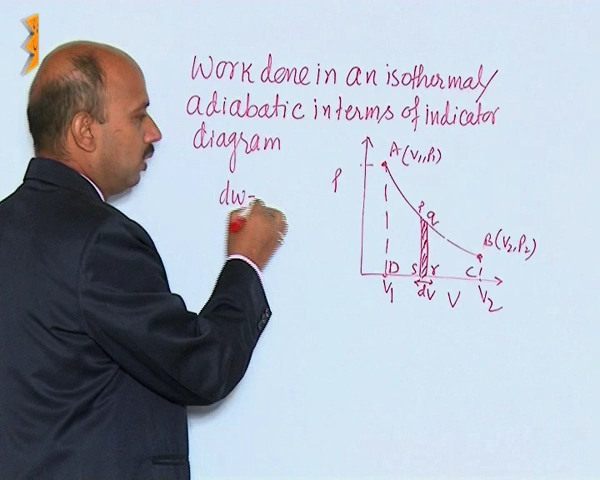 Work done in an isothermal/
adiabatic in terms of indicator
diagram
dw=
A(V₁,P₁)
P
P q
B(V₂,P₂)
D S r C
V₁ dV V V₂